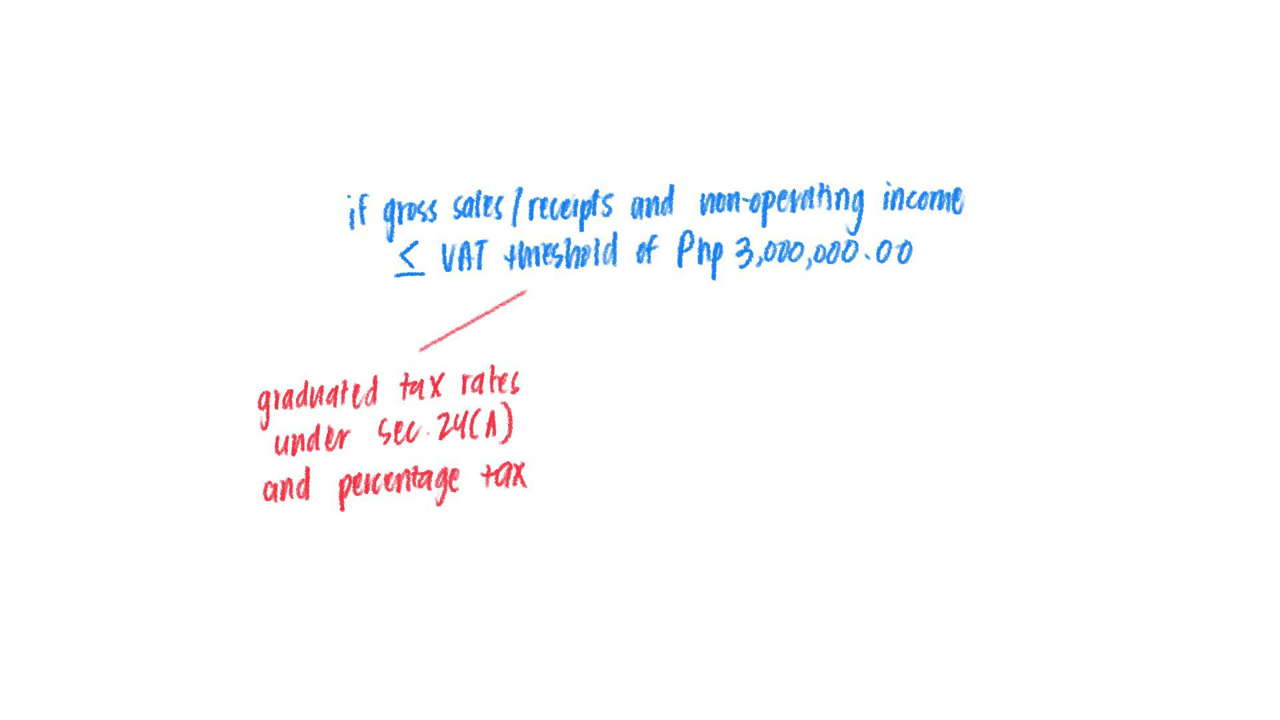 if gross sales/receipts and non-operating income
≤ VAT threshold of Php 3,000,000.00
graduated tax rates
under sec. 24(A)
and percentage tax